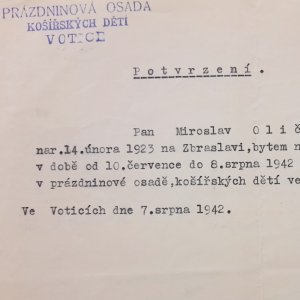 PRÁZDNINOVÁ OSADA
KOŠÍŘSKÝCH DĚTÍ
VOTICE
Potvrzení.
Pan Miroslav Olič
nar.14.února 1923 na Zbraslavi,bytem n
v době od 10.července do 8.srpna 1942
v prázdninové osadě,košířských dětí ve
Ve Voticích dne 7.srpna 1942.